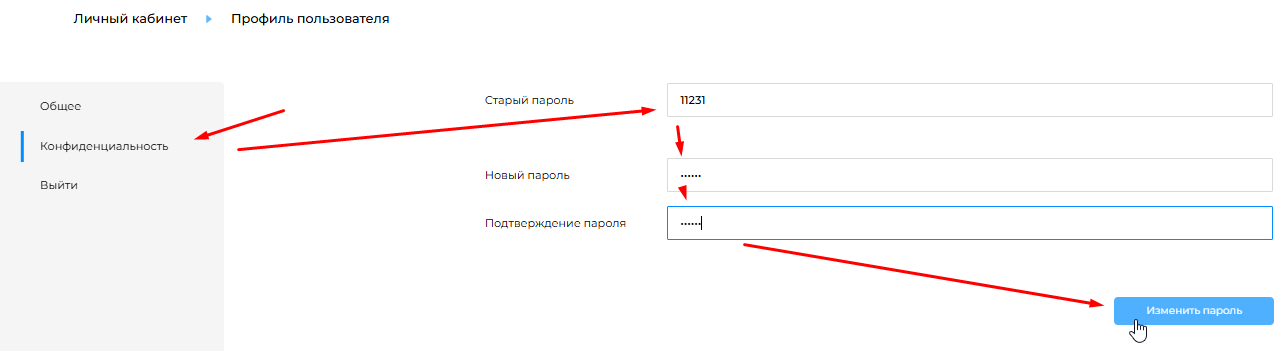 Личный кабинет Профиль пользователя
Общее
Конфиденциальность
Выйти
Старый пароль 11231
Новый пароль ••••••
Подтверждение пароля ••••••
Изменить пароль